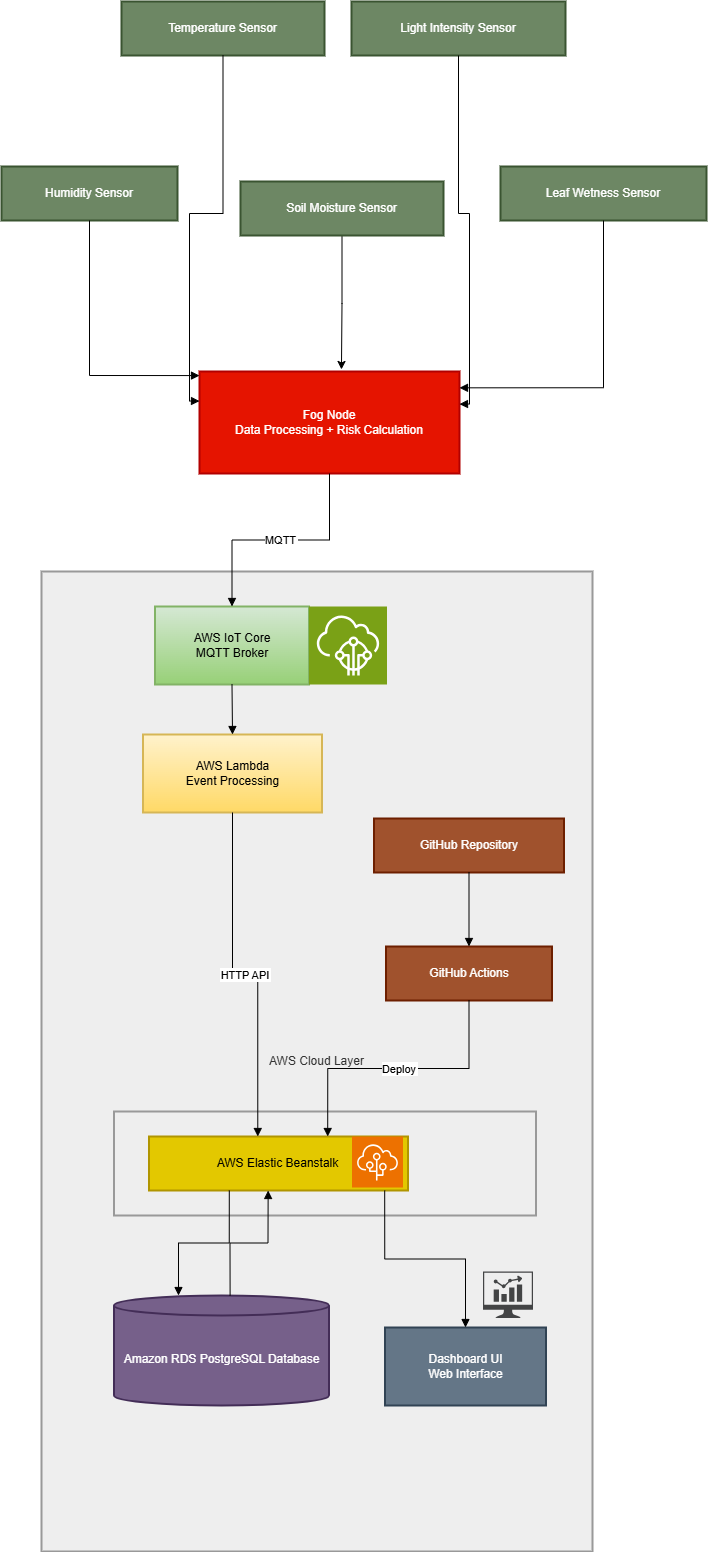 Temperature Sensor
Light Intensity Sensor
Humidity Sensor
Soil Moisture Sensor
Leaf Wetness Sensor
Fog Node
Data Processing + Risk Calculation
MQTT
AWS IoT Core
MQTT Broker
AWS Lambda
Event Processing
GitHub Repository
GitHub Actions
HTTP API
AWS Cloud Layer
Deploy
AWS Elastic Beanstalk
Amazon RDS PostgreSQL Database
Dashboard UI
Web Interface